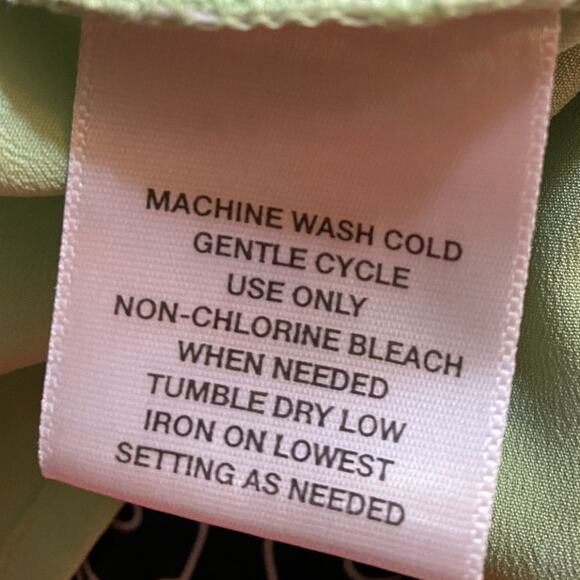 MACHINE WASH COLD
GENTLE CYCLE
USE ONLY
NON-CHLORINE BLEACH
WHEN NEEDED
TUMBLE DRY LOW
IRON ON LOWEST
SETTING AS NEEDED